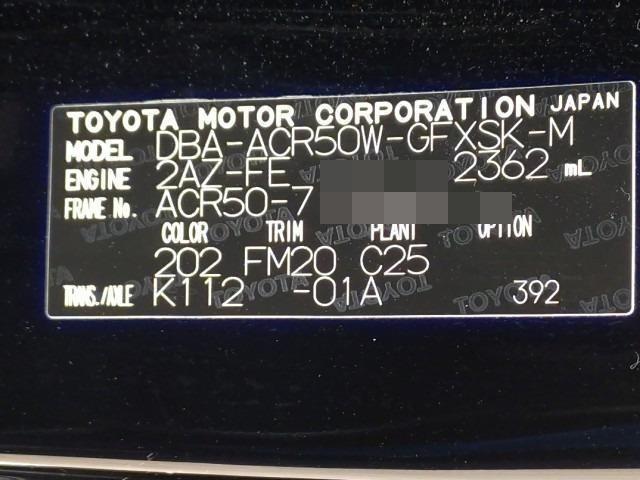 TOYOTA MOTOR CORPORATION JAPAN
MODEL DBA-ACR50W-GFXSK-M
ENGINE 2AZ-FE 2362 mL
FRAME No. ACR50-7
COLOR TRIM PLANT OPTION
202 FM20 C25
TRANS./AXLE K112 -01A 392